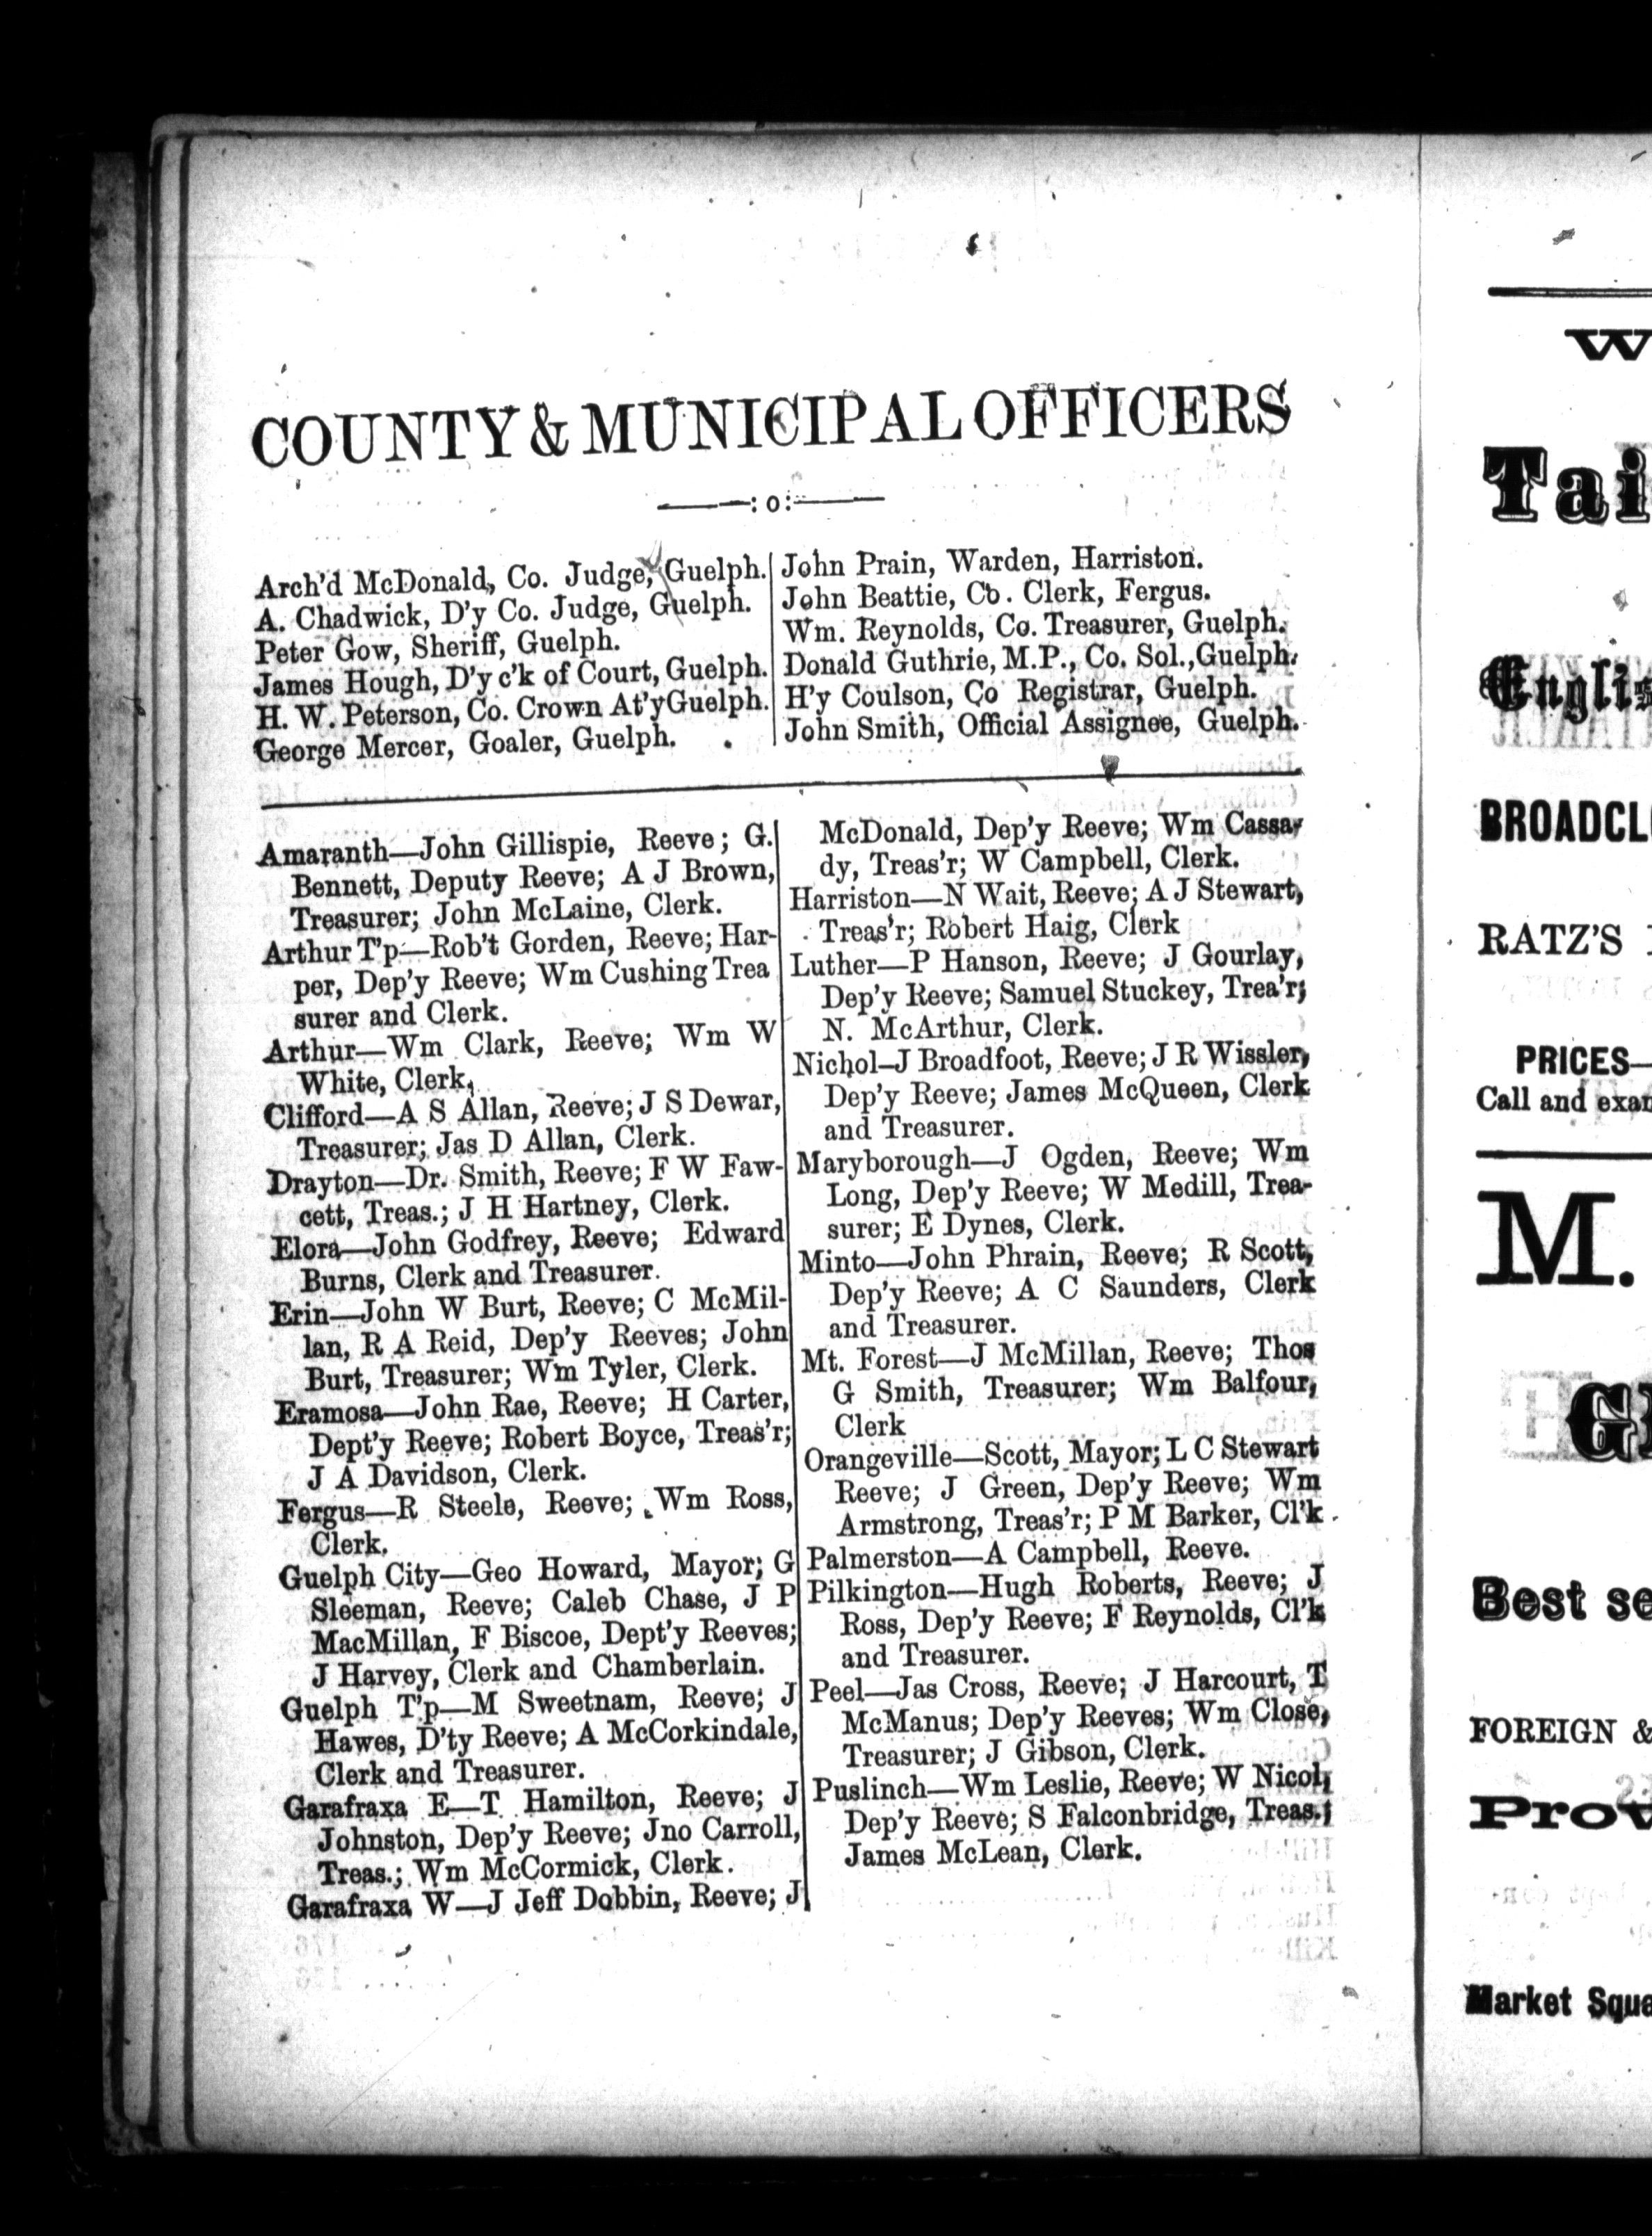 COUNTY & MUNICIPAL OFFICERS
——:o:——
Arch'd McDonald, Co. Judge, Guelph.
A. Chadwick, D'y Co. Judge, Guelph.
Peter Gow, Sheriff, Guelph.
James Hough, D'y c'k of Court, Guelph.
H. W. Peterson, Co. Crown At'y Guelph.
George Mercer, Goaler, Guelph.
John Prain, Warden, Harriston.
John Beattie, Co. Clerk, Fergus.
Wm. Reynolds, Co. Treasurer, Guelph.
Donald Guthrie, M.P., Co. Sol., Guelph.
H'y Coulson, Co Registrar, Guelph.
John Smith, Official Assignee, Guelph.
Amaranth—John Gillispie, Reeve; G.
Bennett, Deputy Reeve; A J Brown,
Treasurer; John McLaine, Clerk.
Arthur T'p—Rob't Gorden, Reeve; Har-
per, Dep'y Reeve; Wm Cushing Trea
surer and Clerk.
Arthur—Wm Clark, Reeve; Wm W
White, Clerk,
Clifford—A S Allan, Reeve; J S Dewar,
Treasurer; Jas D Allan, Clerk.
Drayton—Dr. Smith, Reeve; F W Faw-
cett, Treas.; J H Hartney, Clerk.
Elora—John Godfrey, Reeve; Edward
Burns, Clerk and Treasurer.
Erin—John W Burt, Reeve; C McMil-
lan, R A Reid, Dep'y Reeves; John
Burt, Treasurer; Wm Tyler, Clerk.
Eramosa—John Rae, Reeve; H Carter,
Dept'y Reeve; Robert Boyce, Treas'r;
J A Davidson, Clerk.
Fergus—R Steele, Reeve; Wm Ross,
Clerk.
Guelph City—Geo Howard, Mayor; G
Sleeman, Reeve; Caleb Chase, J P
MacMillan, F Biscoe, Dept'y Reeves;
J Harvey, Clerk and Chamberlain.
Guelph T'p—M Sweetnam, Reeve; J
Hawes, D'ty Reeve; A McCorkindale,
Clerk and Treasurer.
Garafraxa E—T. Hamilton, Reeve; J
Johnston, Dep'y Reeve; Jno Carroll,
Treas.; Wm McCormick, Clerk.
Garafraxa W—J Jeff Dobbin, Reeve; J
McDonald, Dep'y Reeve; Wm Cassa-
dy, Treas'r; W Campbell, Clerk.
Harriston—N Wait, Reeve; A J Stewart,
Treas'r; Robert Haig, Clerk
Luther—P Hanson, Reeve; J Gourlay,
Dep'y Reeve; Samuel Stuckey, Trea'r;
N. McArthur, Clerk.
Nichol—J Broadfoot, Reeve; J R Wissler,
Dep'y Reeve; James McQueen, Clerk
and Treasurer.
Maryborough—J Ogden, Reeve; Wm
Long, Dep'y Reeve; W Medill, Trea-
surer; E Dynes, Clerk.
Minto—John Phrain, Reeve; R Scott,
Dep'y Reeve; A C Saunders, Clerk
and Treasurer.
Mt. Forest—J McMillan, Reeve; Thos
G Smith, Treasurer; Wm Balfour,
Clerk
Orangeville—Scott, Mayor; L C Stewart
Reeve; J Green, Dep'y Reeve; Wm
Armstrong, Treas'r; P M Barker, Cl'k.
Palmerston—A Campbell, Reeve.
Pilkington—Hugh Roberts, Reeve; J
Ross, Dep'y Reeve; F Reynolds, Cl'k
and Treasurer.
Peel—Jas Cross, Reeve; J Harcourt, T
McManus; Dep'y Reeves; Wm Close,
Treasurer; J Gibson, Clerk.
Puslinch—Wm Leslie, Reeve; W Nicol,
Dep'y Reeve; S Falconbridge, Treas.;
James McLean, Clerk.
W
Tai
Englis
BROADCL
RATZ'S
PRICES—
Call and exa
M.
G
Best se
FOREIGN &
Prov
Market Squa